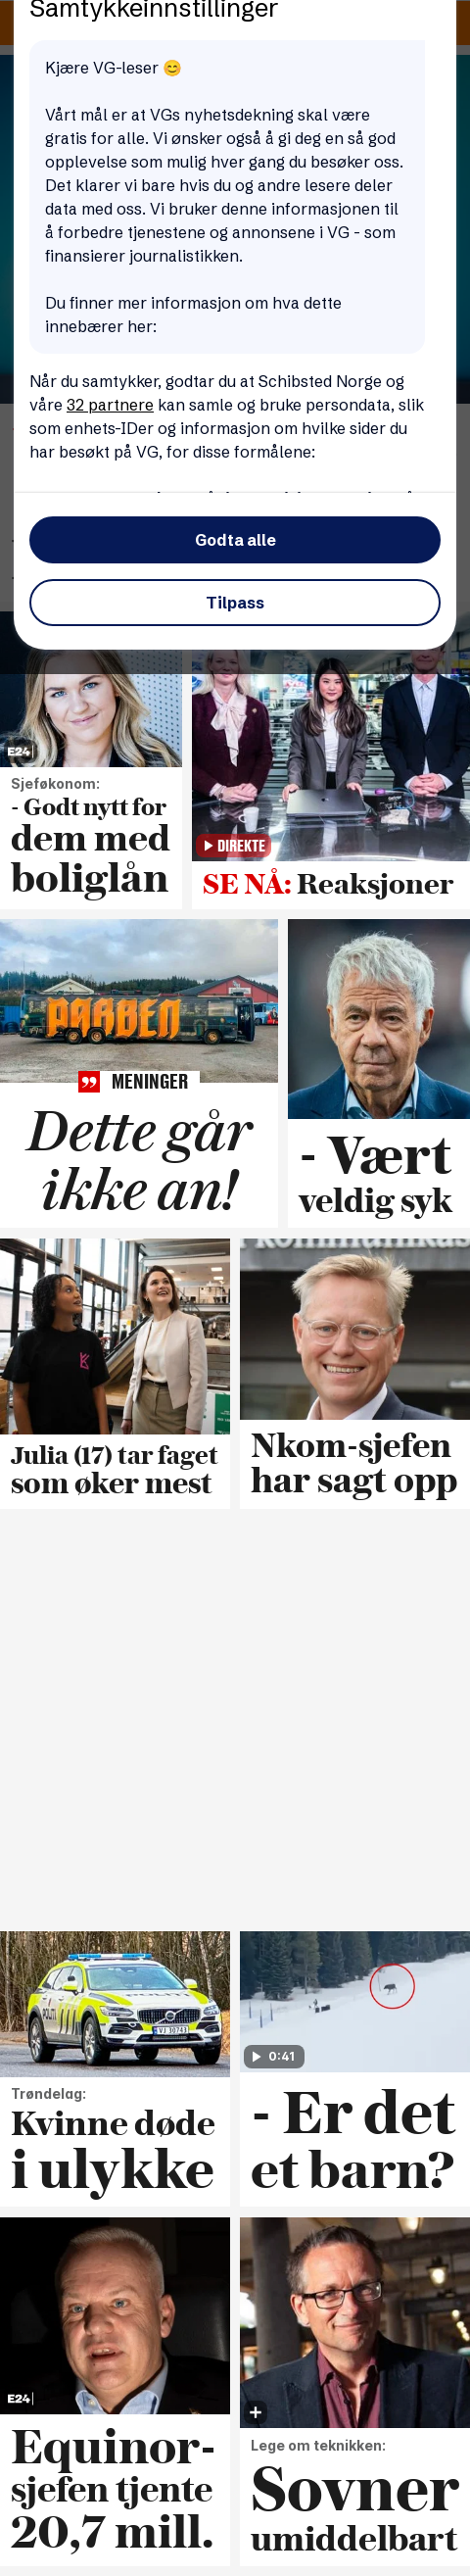 Samtykkeinnstillinger
Kjære VG-leser 😊
Vårt mål er at VGs nyhetsdekning skal være
gratis for alle. Vi ønsker også å gi deg en så god
opplevelse som mulig hver gang du besøker oss.
Det klarer vi bare hvis du og andre lesere deler
data med oss. Vi bruker denne informasjonen til
å forbedre tjenestene og annonsene i VG - som
finansierer journalistikken.
Du finner mer informasjon om hva dette
innebærer her:
Når du samtykker, godtar du at Schibsted Norge og
våre 32 partnere kan samle og bruke persondata, slik
som enhets-IDer og informasjon om hvilke sider du
har besøkt på VG, for disse formålene:
Godta alle
Tilpass
E24
Sjeføkonom:
- Godt nytt for
dem med
boliglån
DIREKTE
SE NÅ: Reaksjoner
PARBEN
MENINGER
Dette går
ikke an!
- Vært
veldig syk
Julia (17) tar faget
som øker mest
Nkom-sjefen
har sagt opp
POLITI
VJ 30741
Trøndelag:
Kvinne døde
i ulykke
0:41
- Er det
et barn?
E24
Equinor-
sjefen tjente
20,7 mill.
+
Lege om teknikken:
Sovner
umiddelbart